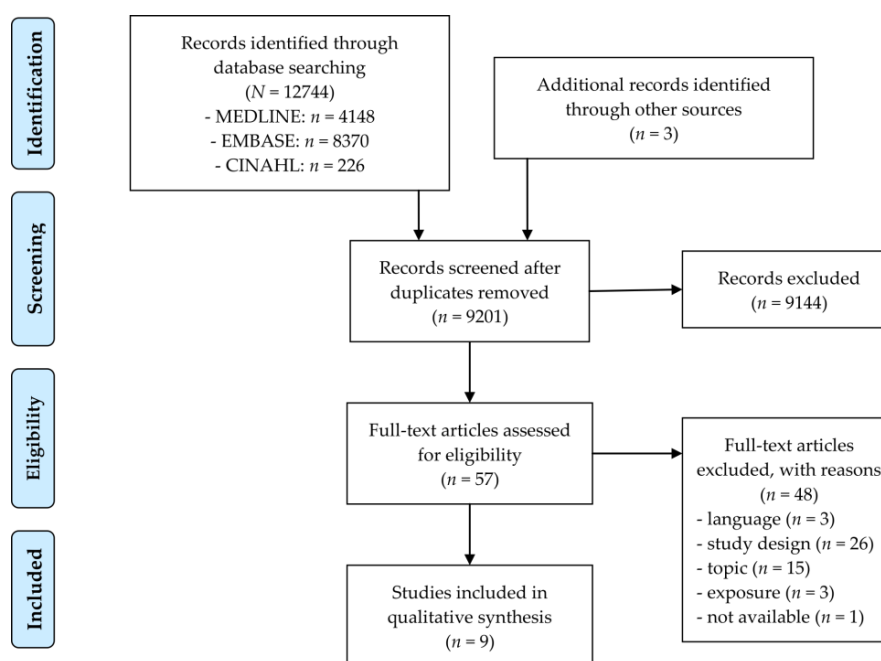 Identification
Records identified through
database searching
(N = 12744)
- MEDLINE: n = 4148
- EMBASE: n = 8370
- CINAHL: n = 226
Additional records identified
through other sources
(n = 3)
Screening
Records screened after
duplicates removed
(n = 9201)
Records excluded
(n = 9144)
Eligibility
Full-text articles assessed
for eligibility
(n = 57)
Full-text articles
excluded, with reasons
(n = 48)
- language (n = 3)
- study design (n = 26)
- topic (n = 15)
- exposure (n = 3)
- not available (n = 1)
Included
Studies included in
qualitative synthesis
(n = 9)